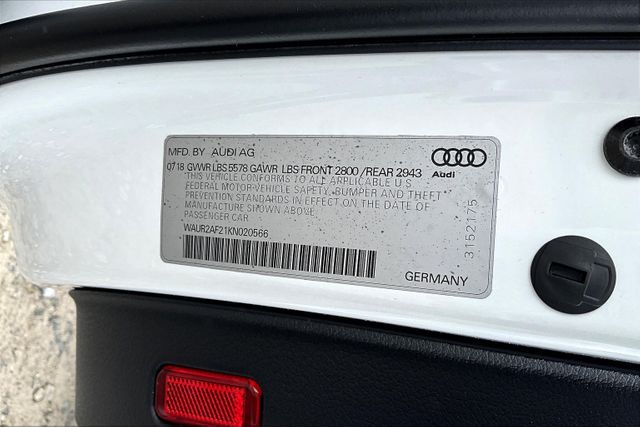 MFD. BY AUDI AG
07/18 GVWR LBS 5578 GAWR LBS FRONT 2800 / REAR 2943
THIS VEHICLE CONFORMS TO ALL APPLICABLE U S
FEDERAL MOTOR VEHICLE SAFETY, BUMPER AND THEFT
PREVENTION STANDARDS IN EFFECT ON THE DATE OF
MANUFACTURE SHOWN ABOVE.
PASSENGER CAR
WAUR2AF21KN020566
GERMANY
Audi
3152175